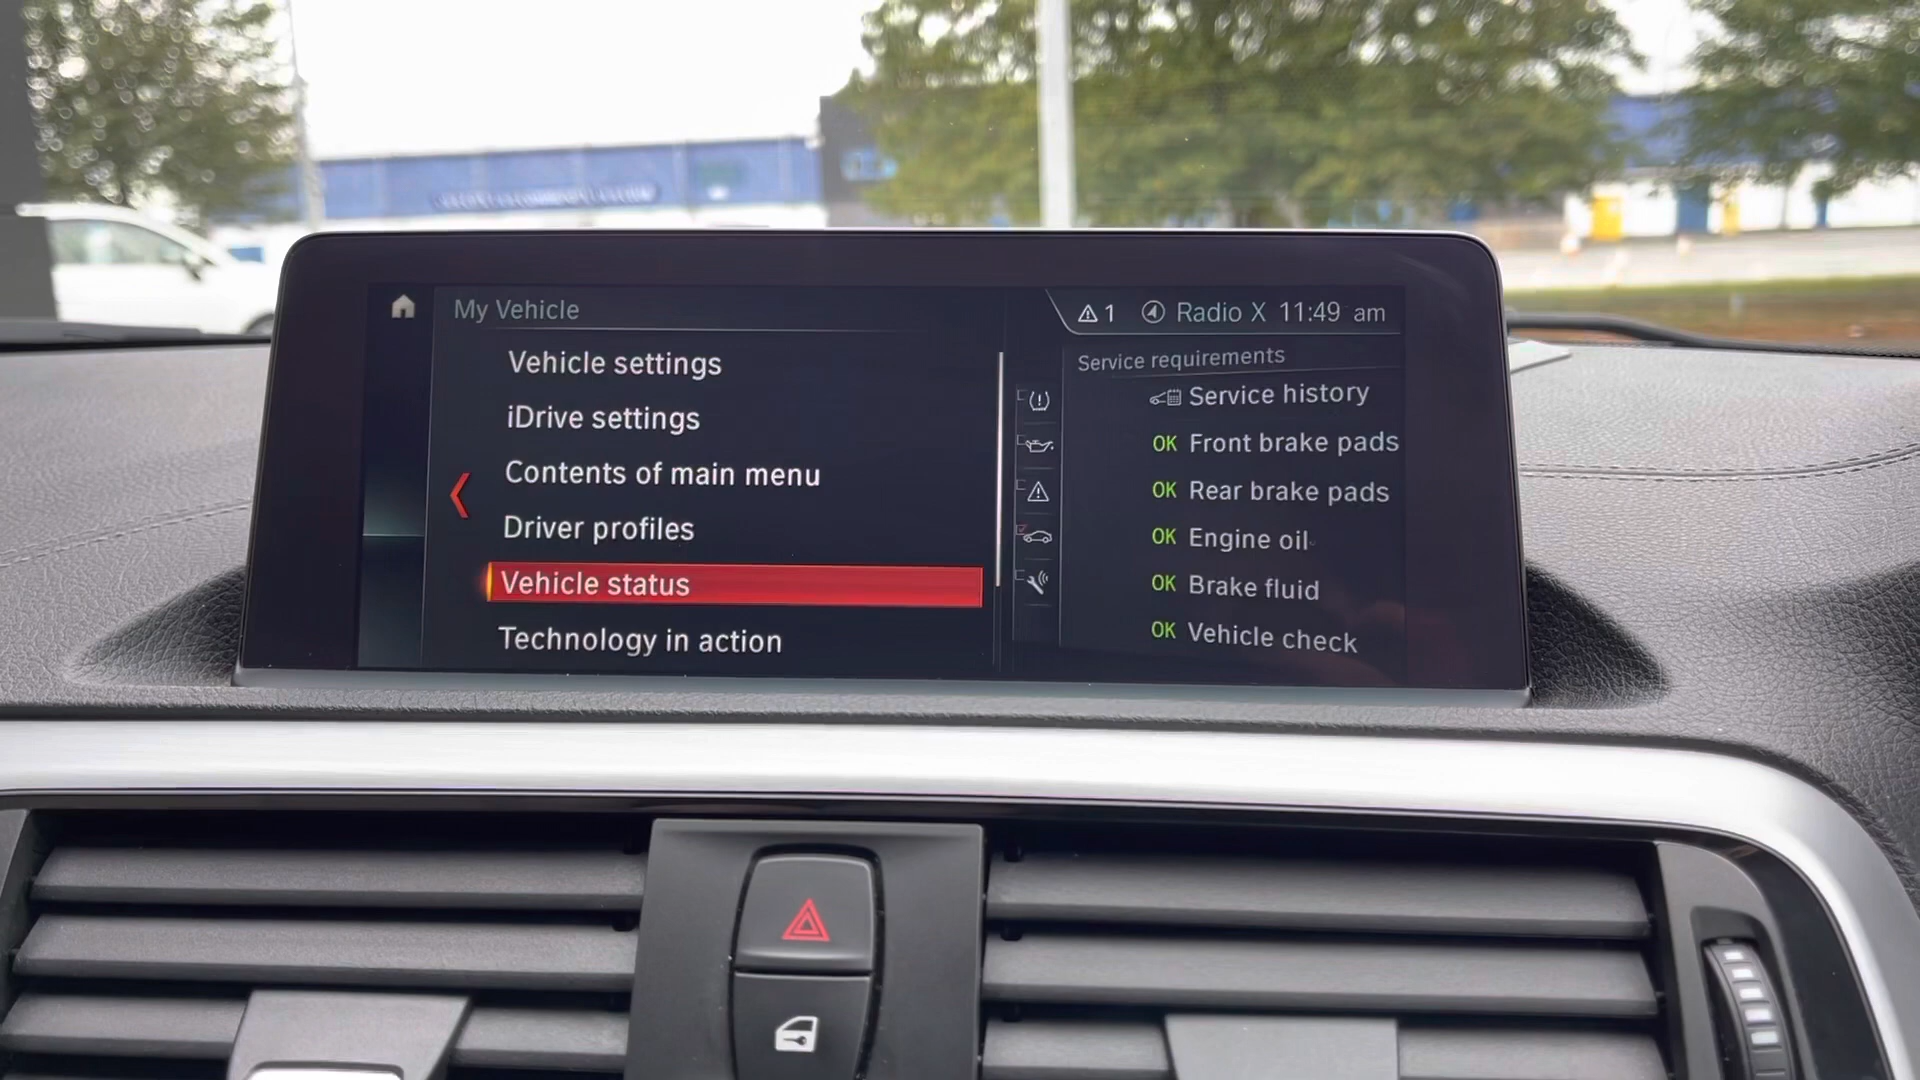 My Vehicle
Vehicle settings
iDrive settings
Contents of main menu
Driver profiles
Vehicle status
Technology in action
1 Radio X 11:49 am
Service requirements
Service history
OK Front brake pads
OK Rear brake pads
OK Engine oil
OK Brake fluid
OK Vehicle check